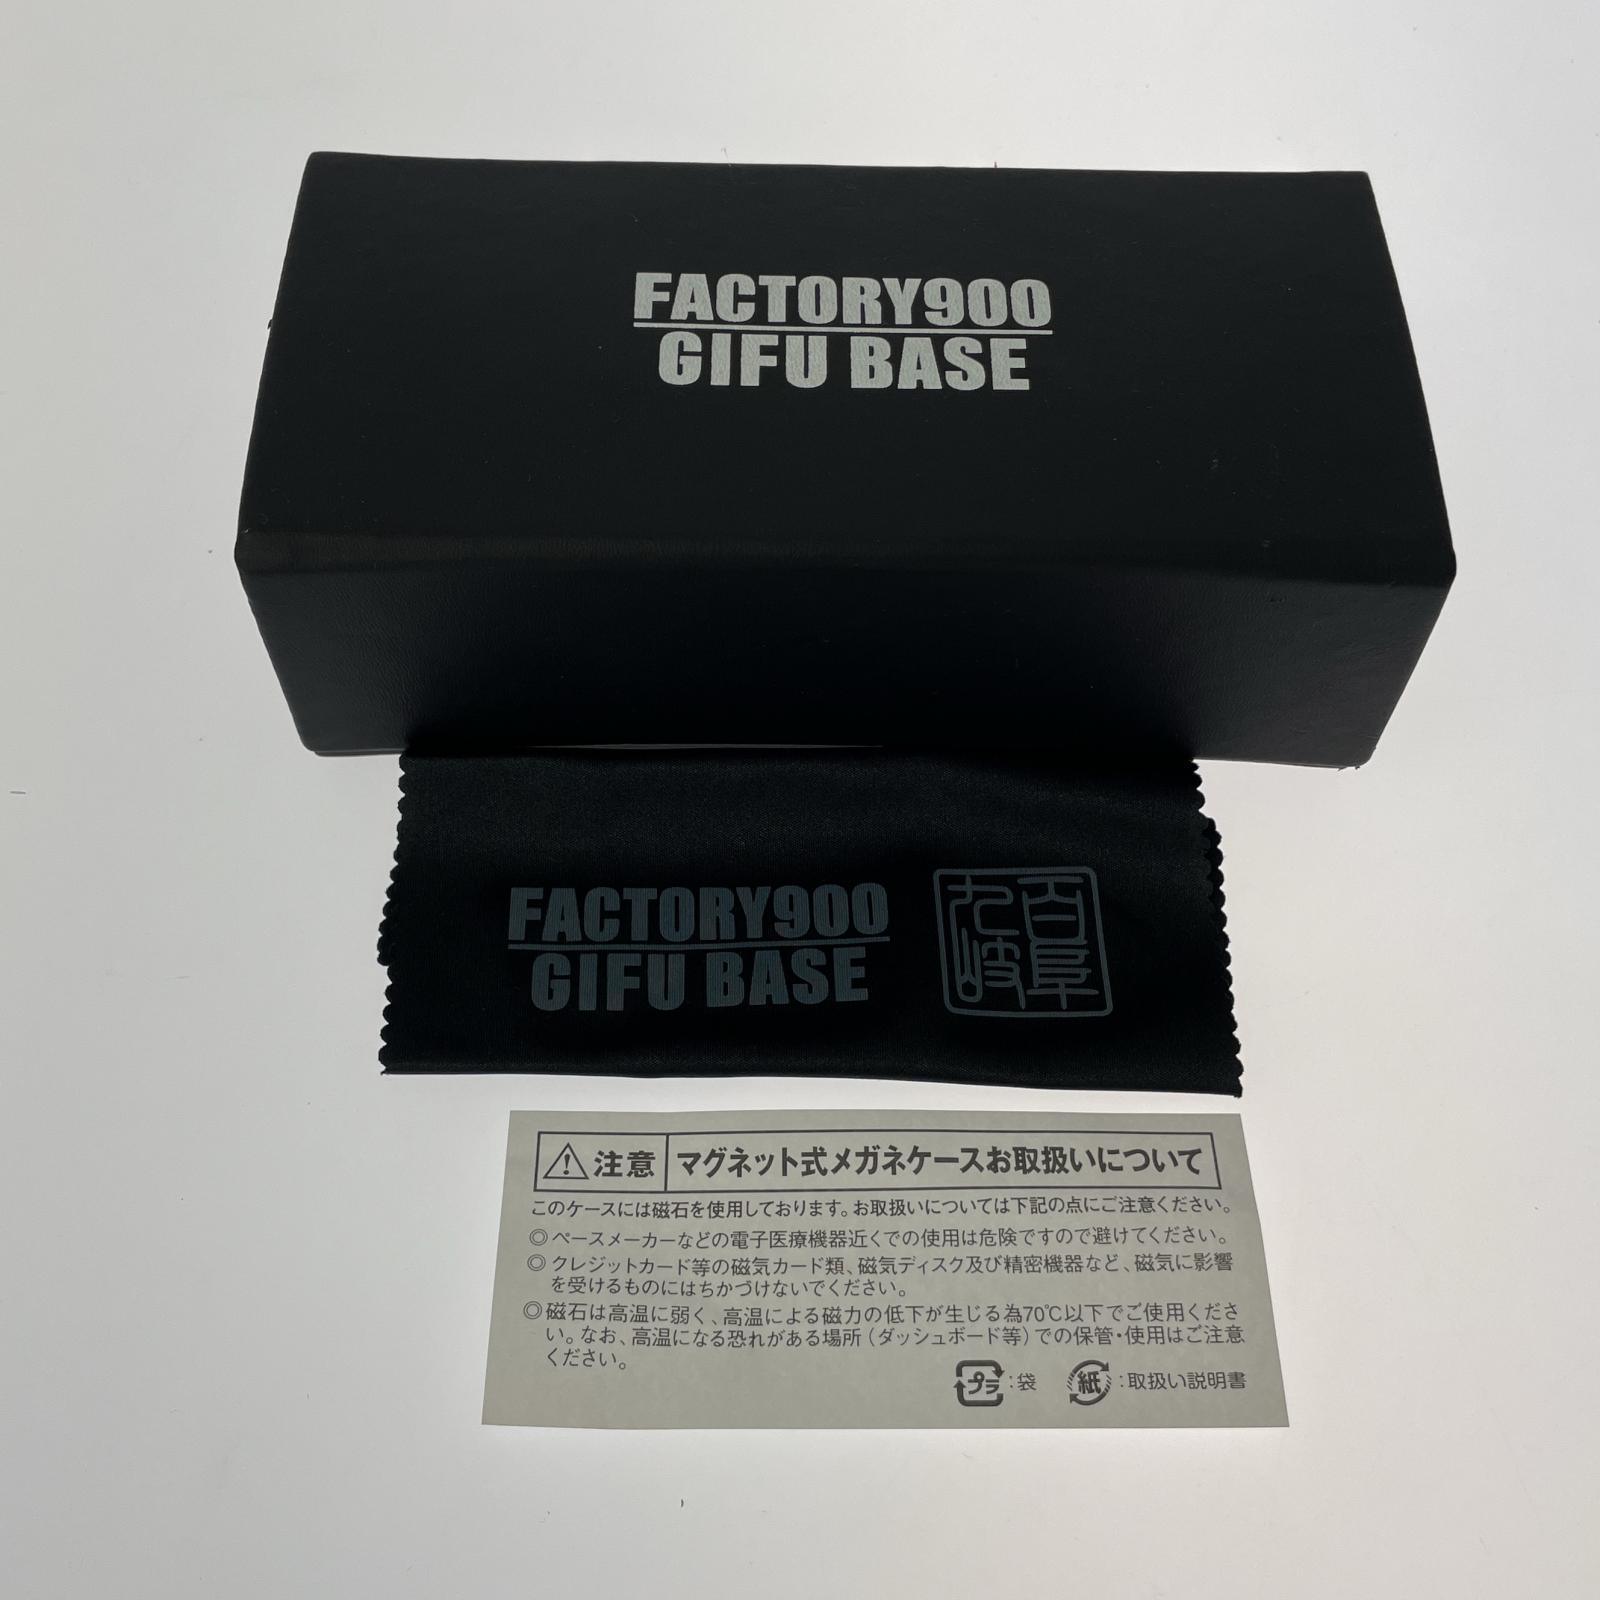 FACTORY900
GIFU BASE
FACTORY900
GIFU BASE
百阜
九岐
注意 マグネット式メガネケースお取扱いについて
このケースには磁石を使用しております。お取扱いについては下記の点にご注意ください。
◎ペースメーカーなどの電子医療機器近くでの使用は危険ですので避けてください。
◎クレジットカード等の磁気カード類、磁気ディスク及び精密機器など、磁気に影響
を受けるものにはちかづけないでください。
◎磁石は高温に弱く、高温による磁力の低下が生じる為70℃以下でご使用くださ
い。なお、高温になる恐れがある場所（ダッシュボード等）での保管・使用はご注意
ください。
プラ:袋 紙:取扱い説明書